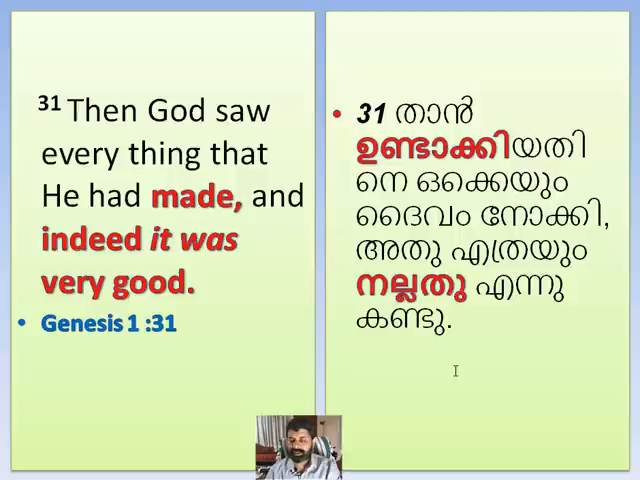 31 Then God saw
every thing that
He had made, and
indeed it was
very good.
• Genesis 1 :31
• 31 താൻ
ഉണ്ടാക്കിയതി
നെ ഒക്കെയും
ദൈവം നോക്കി,
അതു എത്രയും
നല്ലതു എന്നു
കണ്ടു.